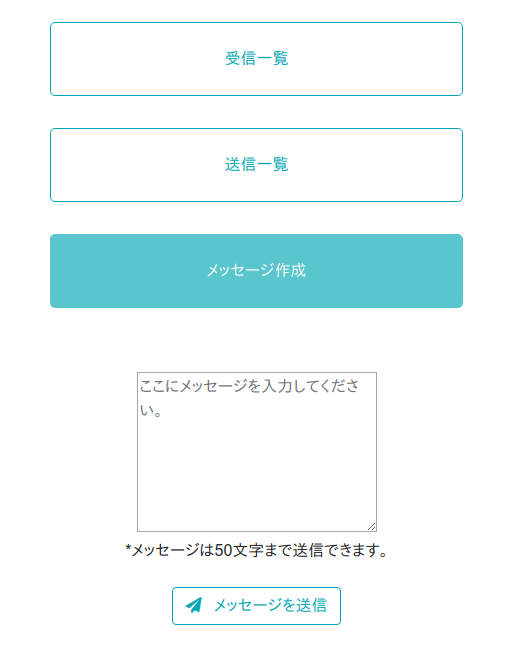 受信一覧
送信一覧
メッセージ作成
ここにメッセージを入力してくださ
い。
*メッセージは50文字まで送信できます。
メッセージを送信